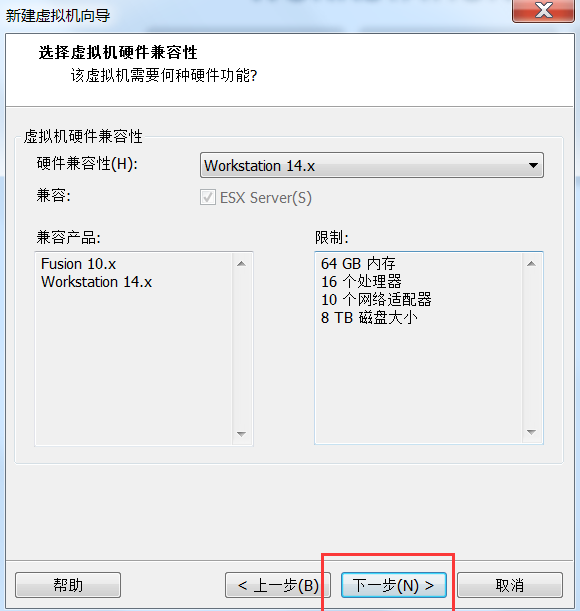 新建虚拟机向导
选择虚拟机硬件兼容性
该虚拟机需要何种硬件功能?
虚拟机硬件兼容性
硬件兼容性(H):
Workstation 14.x
兼容:
ESX Server(S)
兼容产品:
Fusion 10.x
Workstation 14.x
限制:
64 GB 内存
16 个处理器
10 个网络适配器
8 TB 磁盘大小
帮助
< 上一步(B)
下一步(N) >
取消